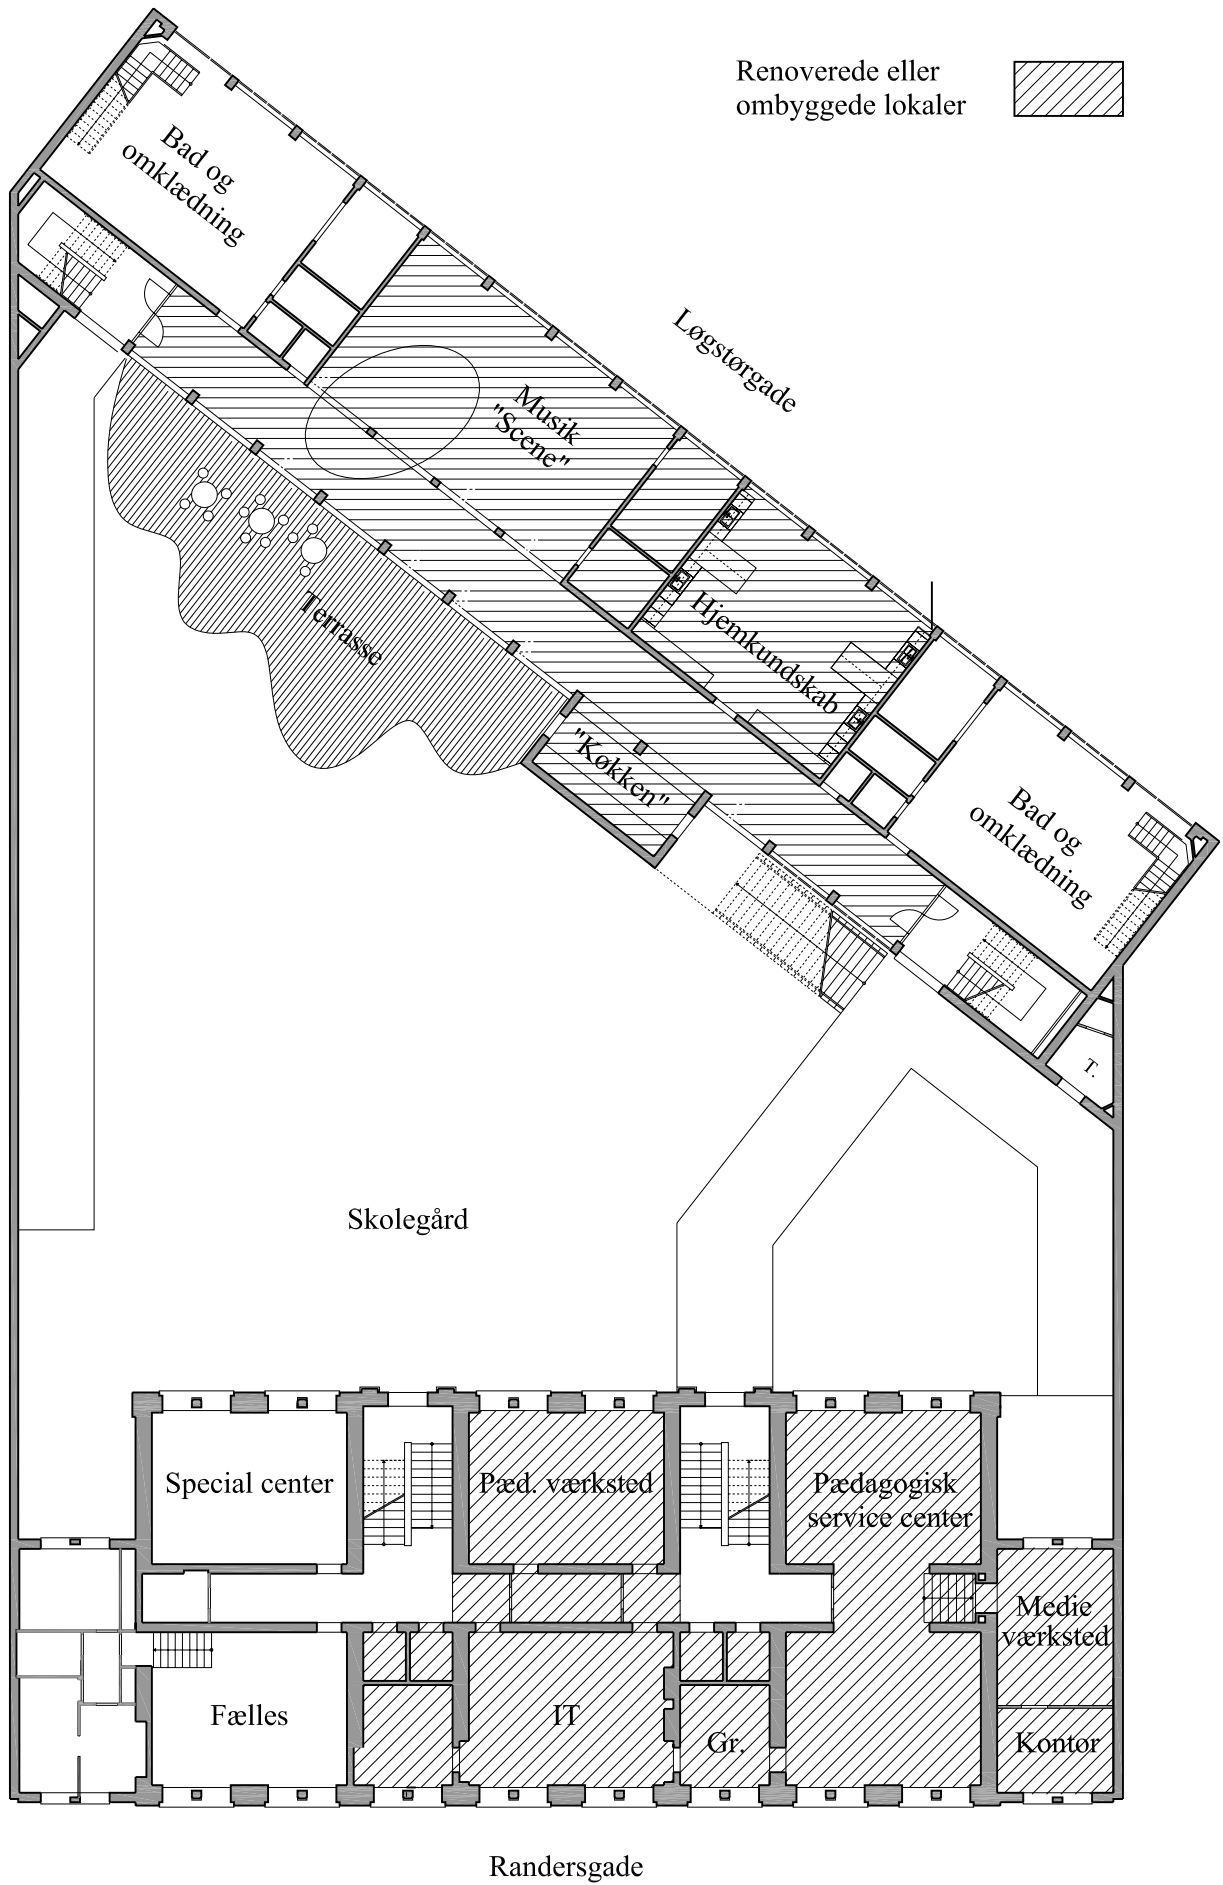 Renoverede eller
ombyggede lokaler
Bad og
omklædning
Løgstørgade
Musik
"Scene"
Terrasse
Hjemkundskab
"Køkken"
Bad og
omklædning
T.
Skolegård
Special center
Pæd. værksted
Pædagogisk
service center
Medie
værksted
Fælles
IT
Gr.
Kontor
Randersgade